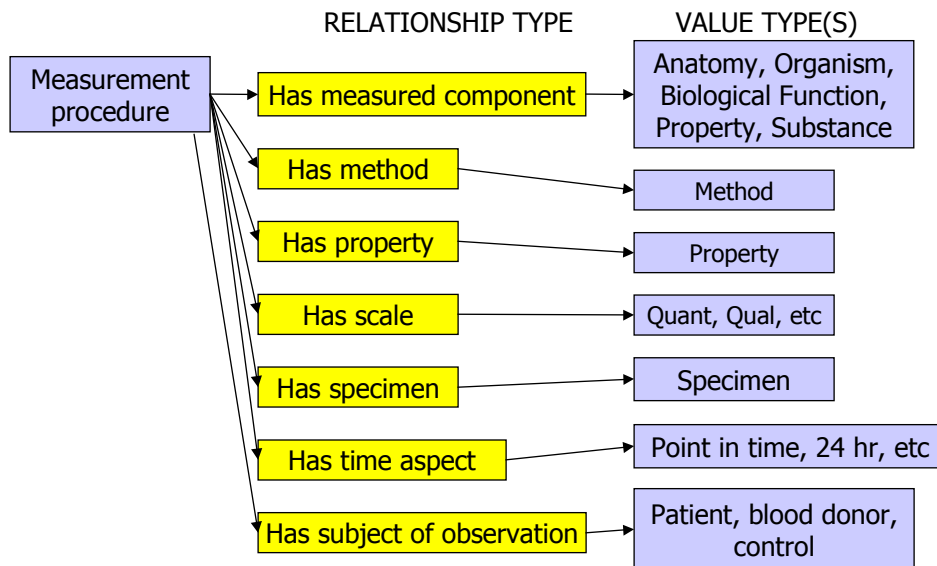 RELATIONSHIP TYPE
VALUE TYPE(S)
Measurement
procedure
Has measured component
Anatomy, Organism,
Biological Function,
Property, Substance
Has method
Method
Has property
Property
Has scale
Quant, Qual, etc
Has specimen
Specimen
Has time aspect
Point in time, 24 hr, etc
Has subject of observation
Patient, blood donor,
control